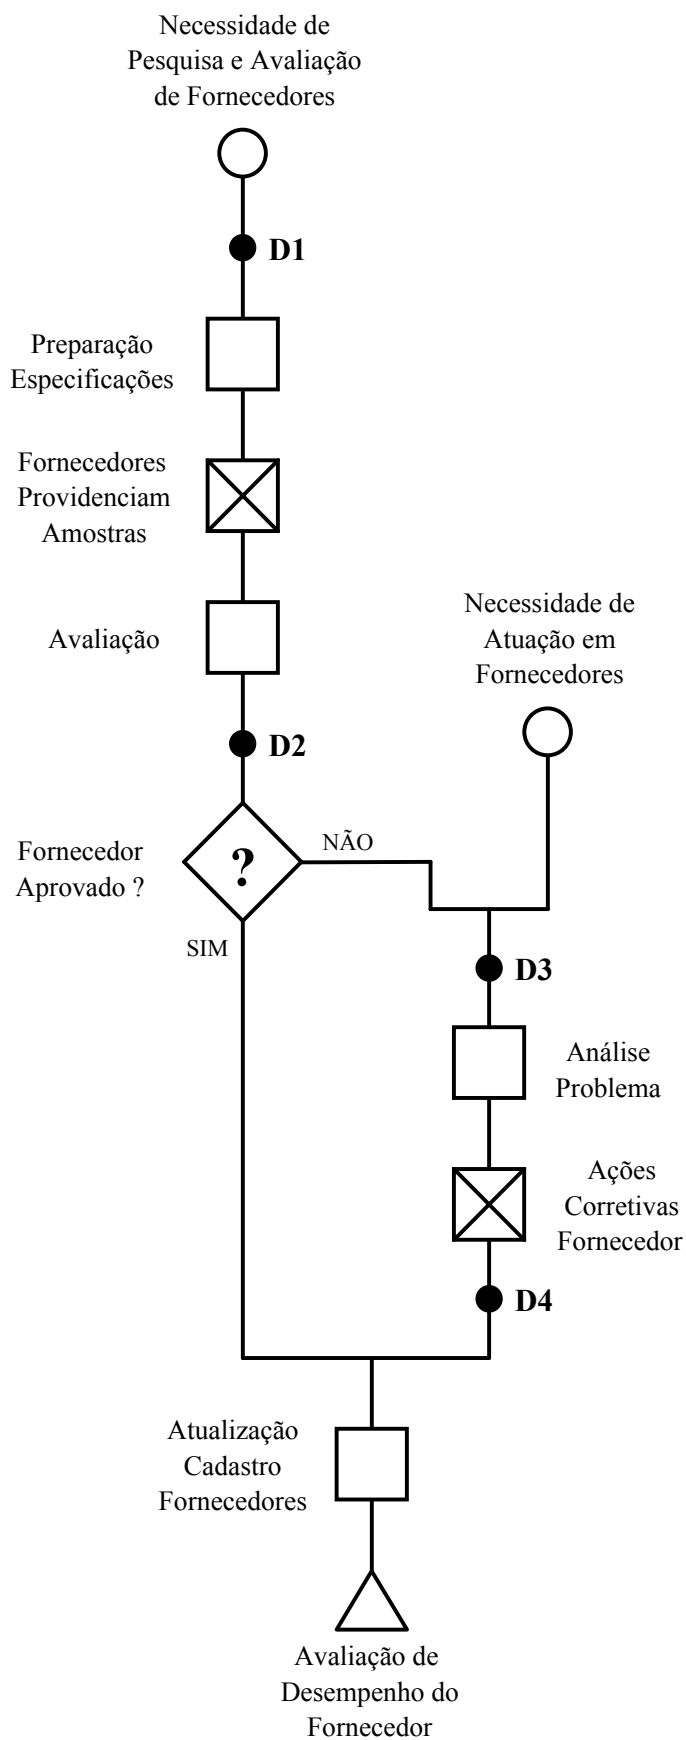 Necessidade de
Pesquisa e Avaliação
de Fornecedores
D1
Preparação
Especificações
Fornecedores
Providenciam
Amostras
Avaliação
Necessidade de
Atuação em
Fornecedores
D2
Fornecedor
Aprovado ?
?
NÃO
SIM
D3
Análise
Problema
Ações
Corretivas
Fornecedor
D4
Atualização
Cadastro
Fornecedores
Avaliação de
Desempenho do
Fornecedor